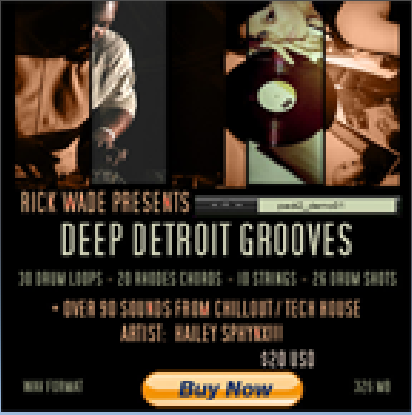 RICK WADE PRESENTS
DEEP DETROIT GROOVES
30 DRUM LOOPS - 20 RHODES CHORDS - 10 STRINGS - 26 DRUM SHOTS
+ OVER 90 SOUNDS FROM CHILLOUT / TECH HOUSE
ARTIST: HAILEY
$20 USD
WAV FORMAT
Buy Now
325 MB